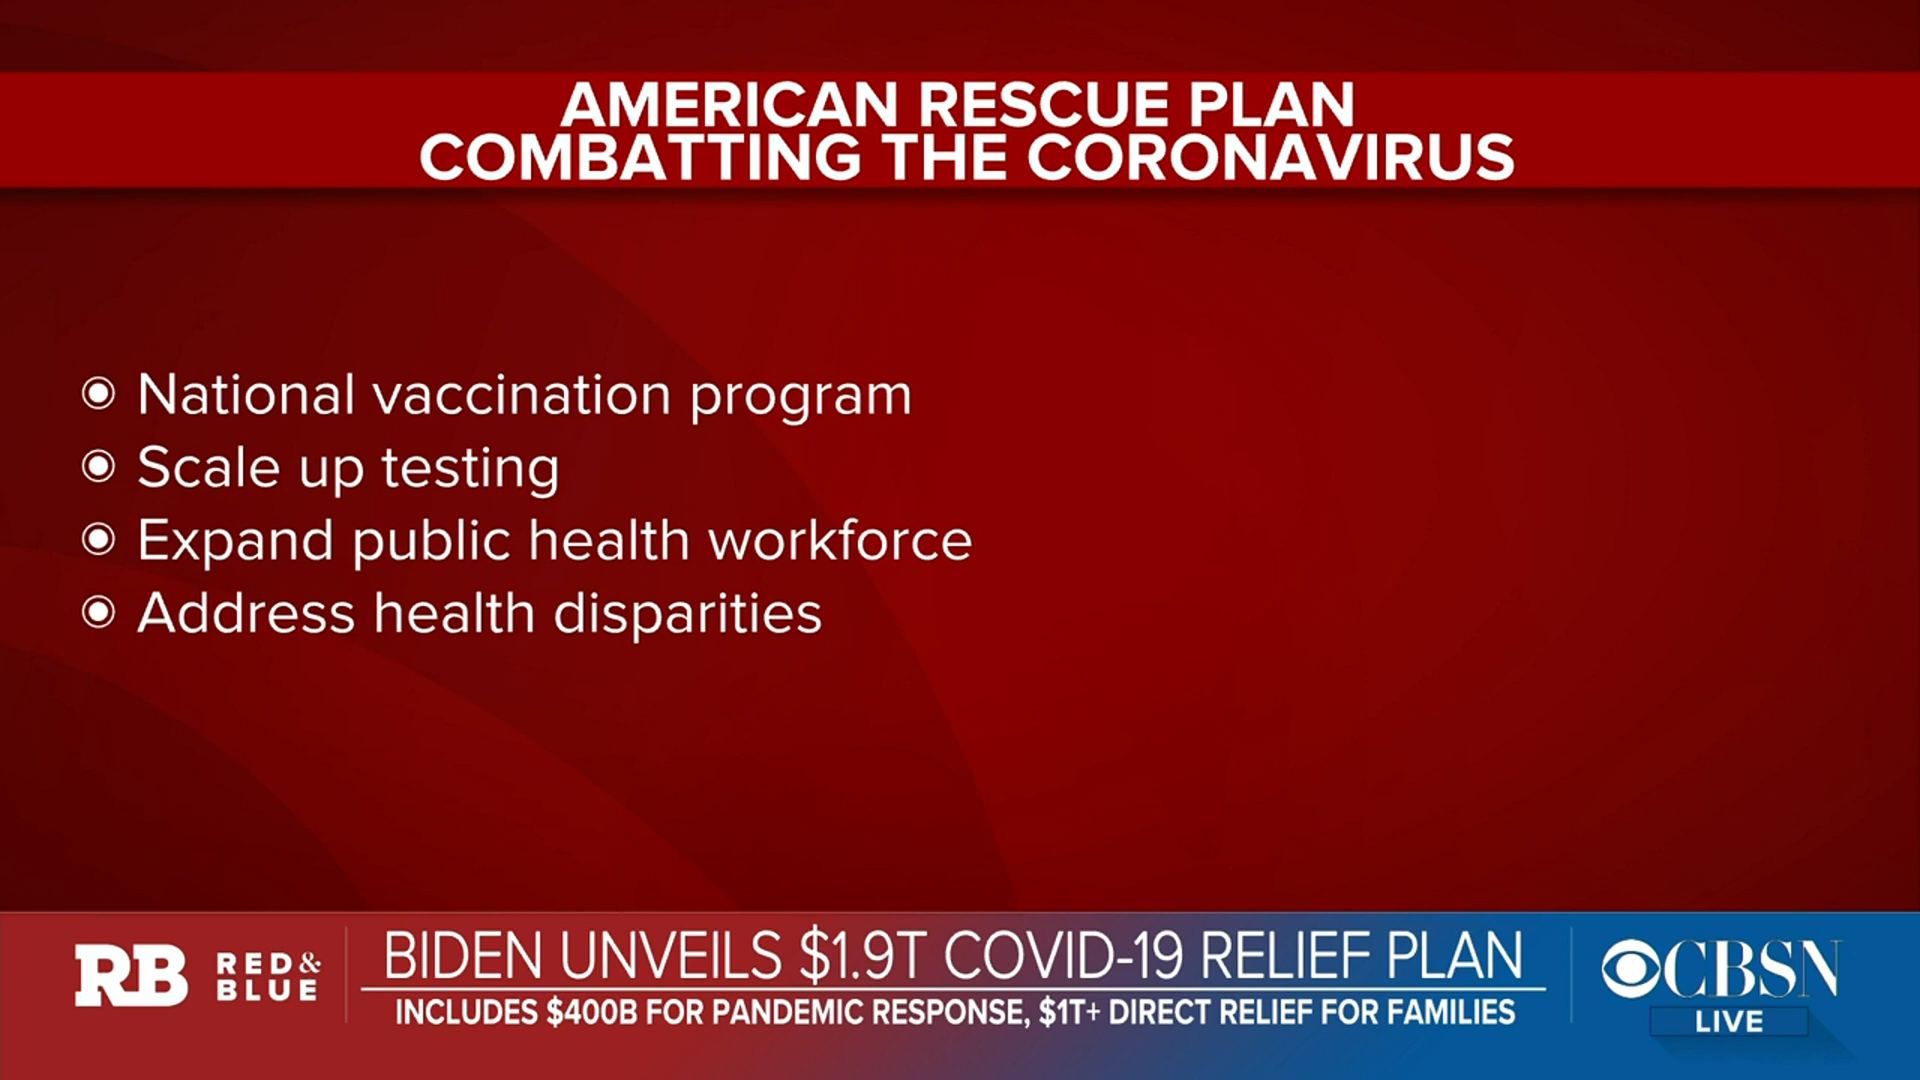 AMERICAN RESCUE PLAN
COMBATTING THE CORONAVIRUS
National vaccination program
Scale up testing
Expand public health workforce
Address health disparities
RB
RED&
BLUE
BIDEN UNVEILS $1.9T COVID-19 RELIEF PLAN
INCLUDES $400B FOR PANDEMIC RESPONSE, $1T+ DIRECT RELIEF FOR FAMILIES
CBSN
LIVE